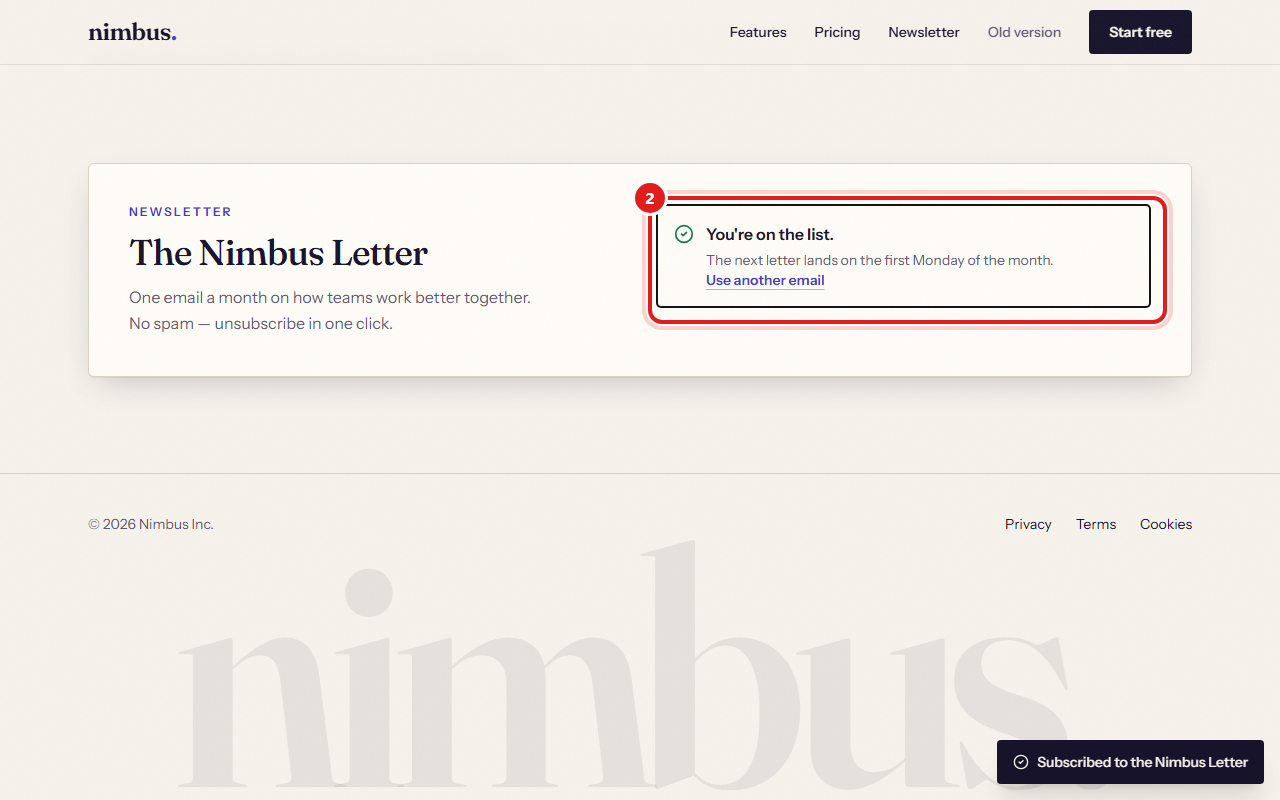 nimbus.
Features
Pricing
Newsletter
Old version
Start free
NEWSLETTER
The Nimbus Letter
One email a month on how teams work better together.
No spam — unsubscribe in one click.
2
You're on the list.
The next letter lands on the first Monday of the month.
Use another email
© 2026 Nimbus Inc.
Privacy
Terms
Cookies
nimbus.
Subscribed to the Nimbus Letter